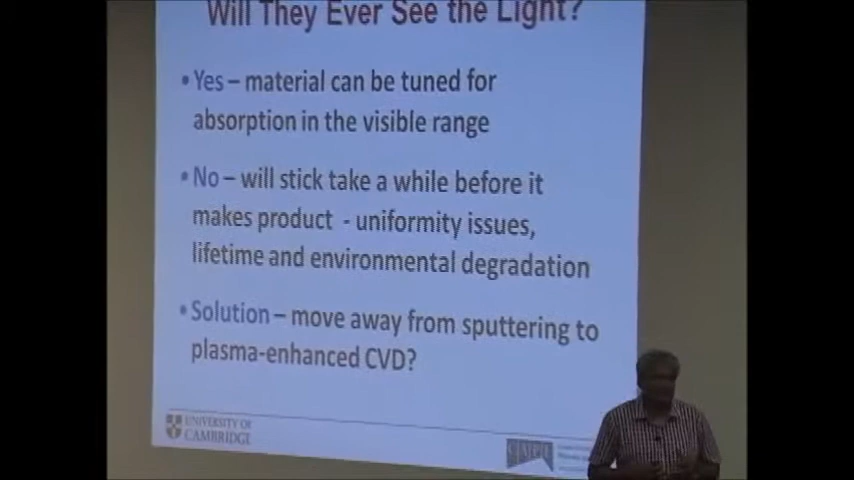 Will They Ever See the Light?
• Yes – material can be tuned for
absorption in the visible range
• No – will stick take a while before it
makes product - uniformity issues,
lifetime and environmental degradation
• Solution – move away from sputtering to
plasma-enhanced CVD?
UNIVERSITY OF
CAMBRIDGE